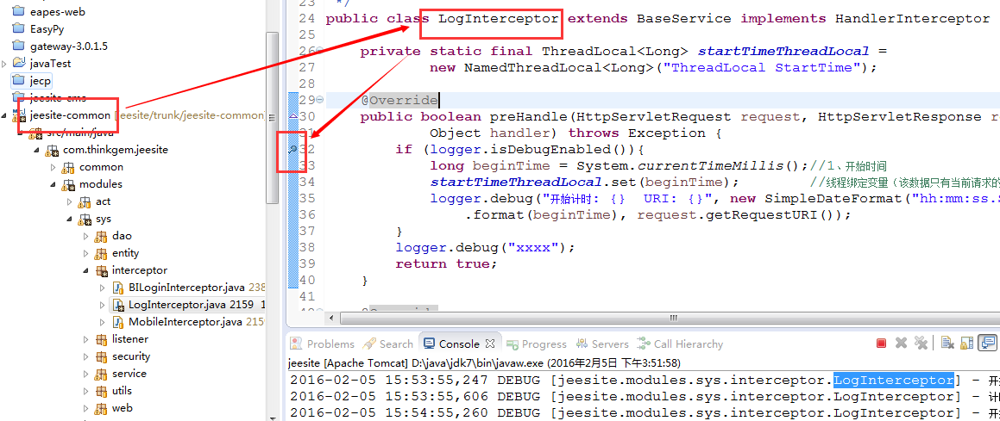 eapes-web
EasyPy
gateway-3.0.1.5
javaTest
jecp
jeesite-cms
jeesite-common [jeesite/trunk/jeesite-common,
src/main/java
com.thinkgem.jeesite
common
modules
act
sys
dao
entity
interceptor
BILoginInterceptor.java 238
LogInterceptor.java 2159 1
MobileInterceptor.java 215
listener
security
service
utils
web
23 */
24 public class LogInterceptor extends BaseService implements HandlerInterceptor
25
26 private static final ThreadLocal<Long> startTimeThreadLocal =
27 new NamedThreadLocal<Long>("ThreadLocal StartTime");
28
29 @Override
30 public boolean preHandle(HttpServletRequest request, HttpServletResponse r
31 Object handler) throws Exception {
32 if (logger.isDebugEnabled()){
33 long beginTime = System.currentTimeMillis();//1、开始时间
34 startTimeThreadLocal.set(beginTime); //线程绑定变量（该数据只有当前请求的
35 logger.debug("开始计时: {} URI: {}", new SimpleDateFormat("hh:mm:ss.S
36 .format(beginTime), request.getRequestURI());
37 }
38 logger.debug("xxxx");
39 return true;
40 }
41
@Override
Problems Search Console Progress Servers Call Hierarchy
jeesite [Apache Tomcat] D:\java\jdk7\bin\javaw.exe (2016年2月5日 下午3:51:58)
2016-02-05 15:53:55,247 DEBUG [jeesite.modules.sys.interceptor.LogInterceptor] - 开
2016-02-05 15:53:55,606 DEBUG [jeesite.modules.sys.interceptor.LogInterceptor] - 计
2016-02-05 15:54:55,260 DEBUG [jeesite.modules.sys.interceptor.LogInterceptor] - 开